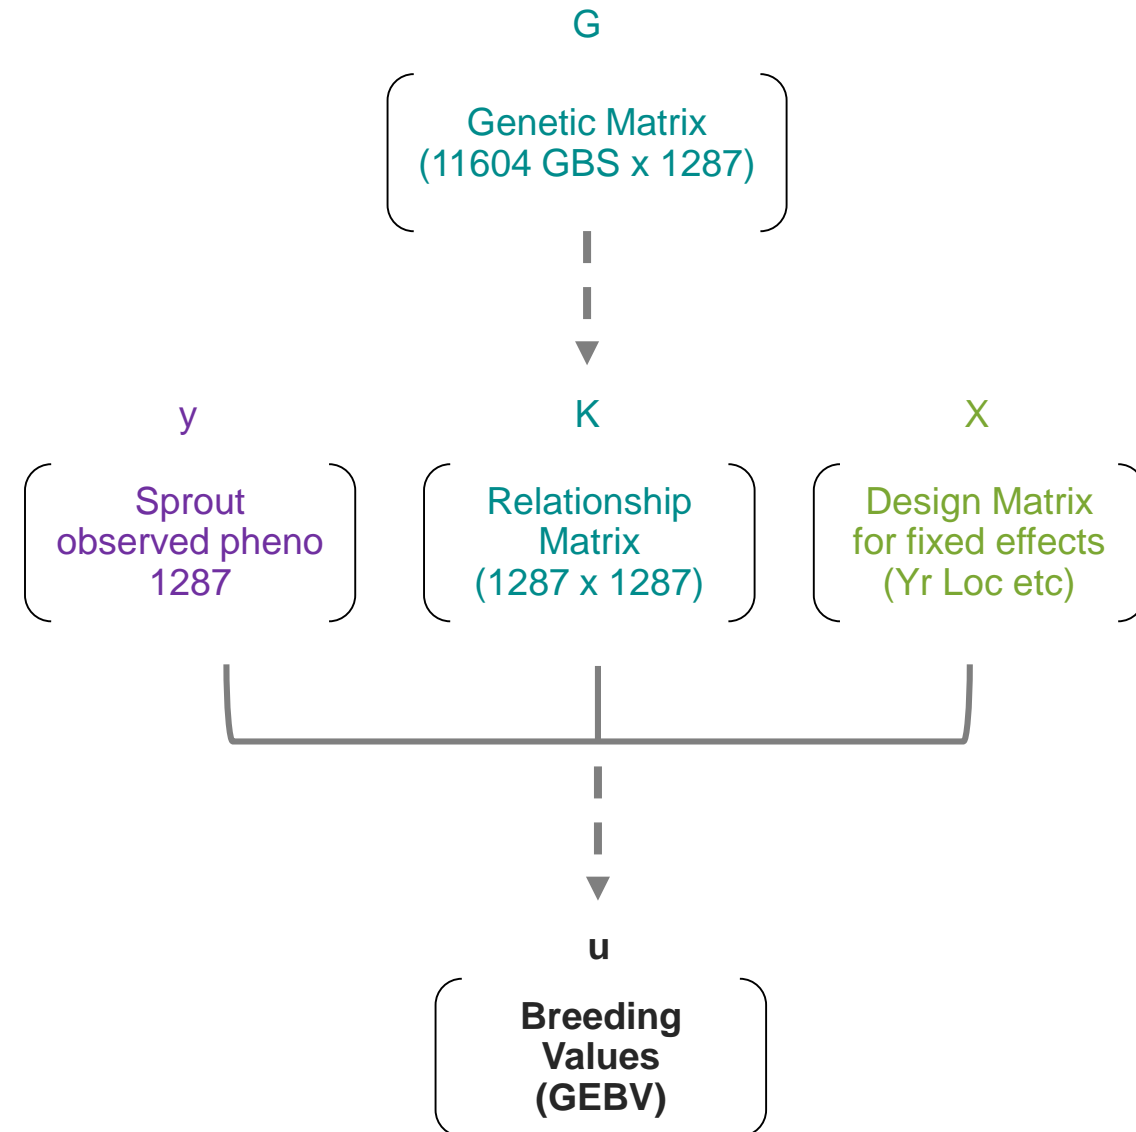 G
Genetic Matrix
(11604 GBS x 1287)
y
Sprout
observed pheno
1287
K
Relationship
Matrix
(1287 x 1287)
X
Design Matrix
for fixed effects
(Yr Loc etc)
u
Breeding
Values
(GEBV)